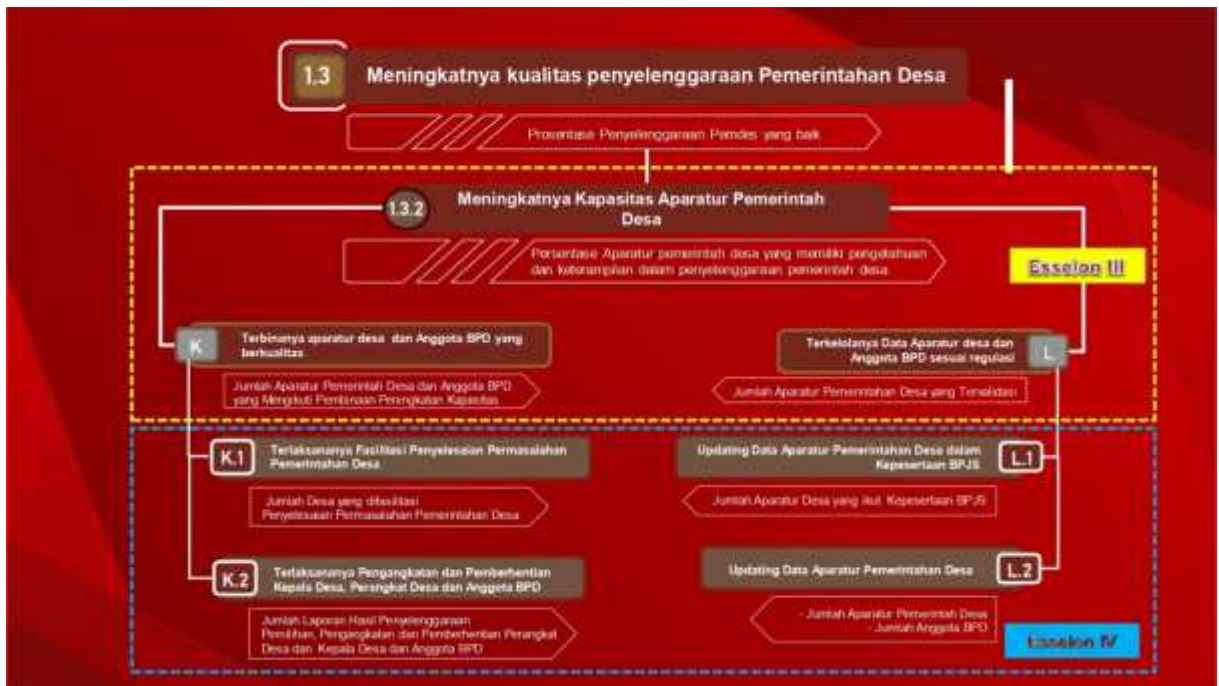 1.3
Meningkatnya kualitas penyelenggaraan Pemerintahan Desa
Prosentase Penyelenggaraan Pemdes yang baik
1.3.2
Meningkatnya Kapasitas Aparatur Pemerintah
Desa
Persentase Aparatur pemerintah desa yang memiliki pengetahuan
dan keterampilan dalam penyelenggaraan pemerintah desa
Esselon III
K
Terbinanya aparatur desa dan Anggota BPD yang
berkualitas
Jumlah Aparatur Pemerintah Desa dan Anggota BPD
yang Mengikuti Pembinaan Perengkatan Kapasitas
Terkelolanya Data Aparatur desa dan
Anggota BPD sesuai regulasi
L
Jumlah Aparatur Pemerintahan Desa yang Tervalidasi
K.1
Terlaksananya Fasilitasi Penyelesaian Permasalahan
Pemerintahan Desa
Jumlah Desa yang difasilitasi
Penyelesaian Permasalahan Pemerintahan Desa
Updating Data Aparatur Pemerintahan Desa dalam
Kepesertaan BPJS
L.1
Jumlah Aparatur Desa yang ikut Kepesertaan BPJS
K.2
Terlaksananya Pengangkatan dan Pemberhentian
Kepala Desa, Perangkat Desa dan Anggota BPD
Jumlah Laporan Hasil Penyelenggaraan
Pemilihan, Pengangkatan dan Pemberhentian Perangkat
Desa dan Kepala Desa dan Anggota BPD
Updating Data Aparatur Pemerintahan Desa
L.2
- Jumlah Aparatur Pemerintah Desa
- Jumlah Anggota BPD
Esselon IV